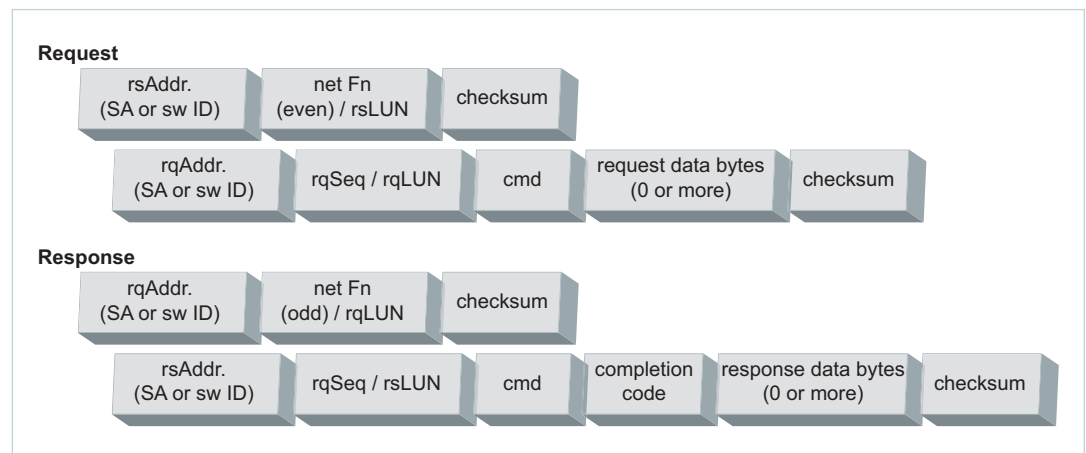 Request
rsAddr.
(SA or sw ID)
net Fn
(even) / rsLUN
checksum
rqAddr.
(SA or sw ID)
rqSeq / rqLUN
cmd
request data bytes
(0 or more)
checksum
Response
rqAddr.
(SA or sw ID)
net Fn
(odd) / rqLUN
checksum
rsAddr.
(SA or sw ID)
rqSeq / rsLUN
cmd
completion
code
response data bytes
(0 or more)
checksum